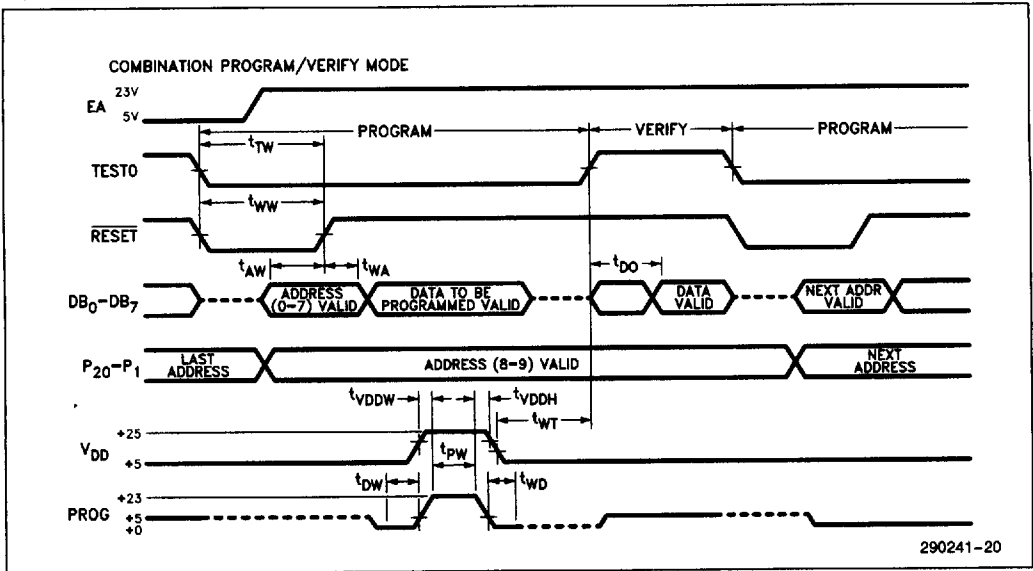 COMBINATION PROGRAM/VERIFY MODE
EA
23V
5V
PROGRAM
VERIFY
PROGRAM
tTW
TEST0
tWW
RESET
tAW
tWA
tDO
DB0-DB7
ADDRESS
(0-7) VALID
DATA TO BE
PROGRAMMED VALID
DATA
VALID
NEXT ADDR
VALID
P20-P1
LAST
ADDRESS
ADDRESS (8-9) VALID
NEXT
ADDRESS
tVDDW
tVDDH
tWT
VDD
+25
+5
tPW
tDW
tWD
PROG
+23
+5
+0
290241-20